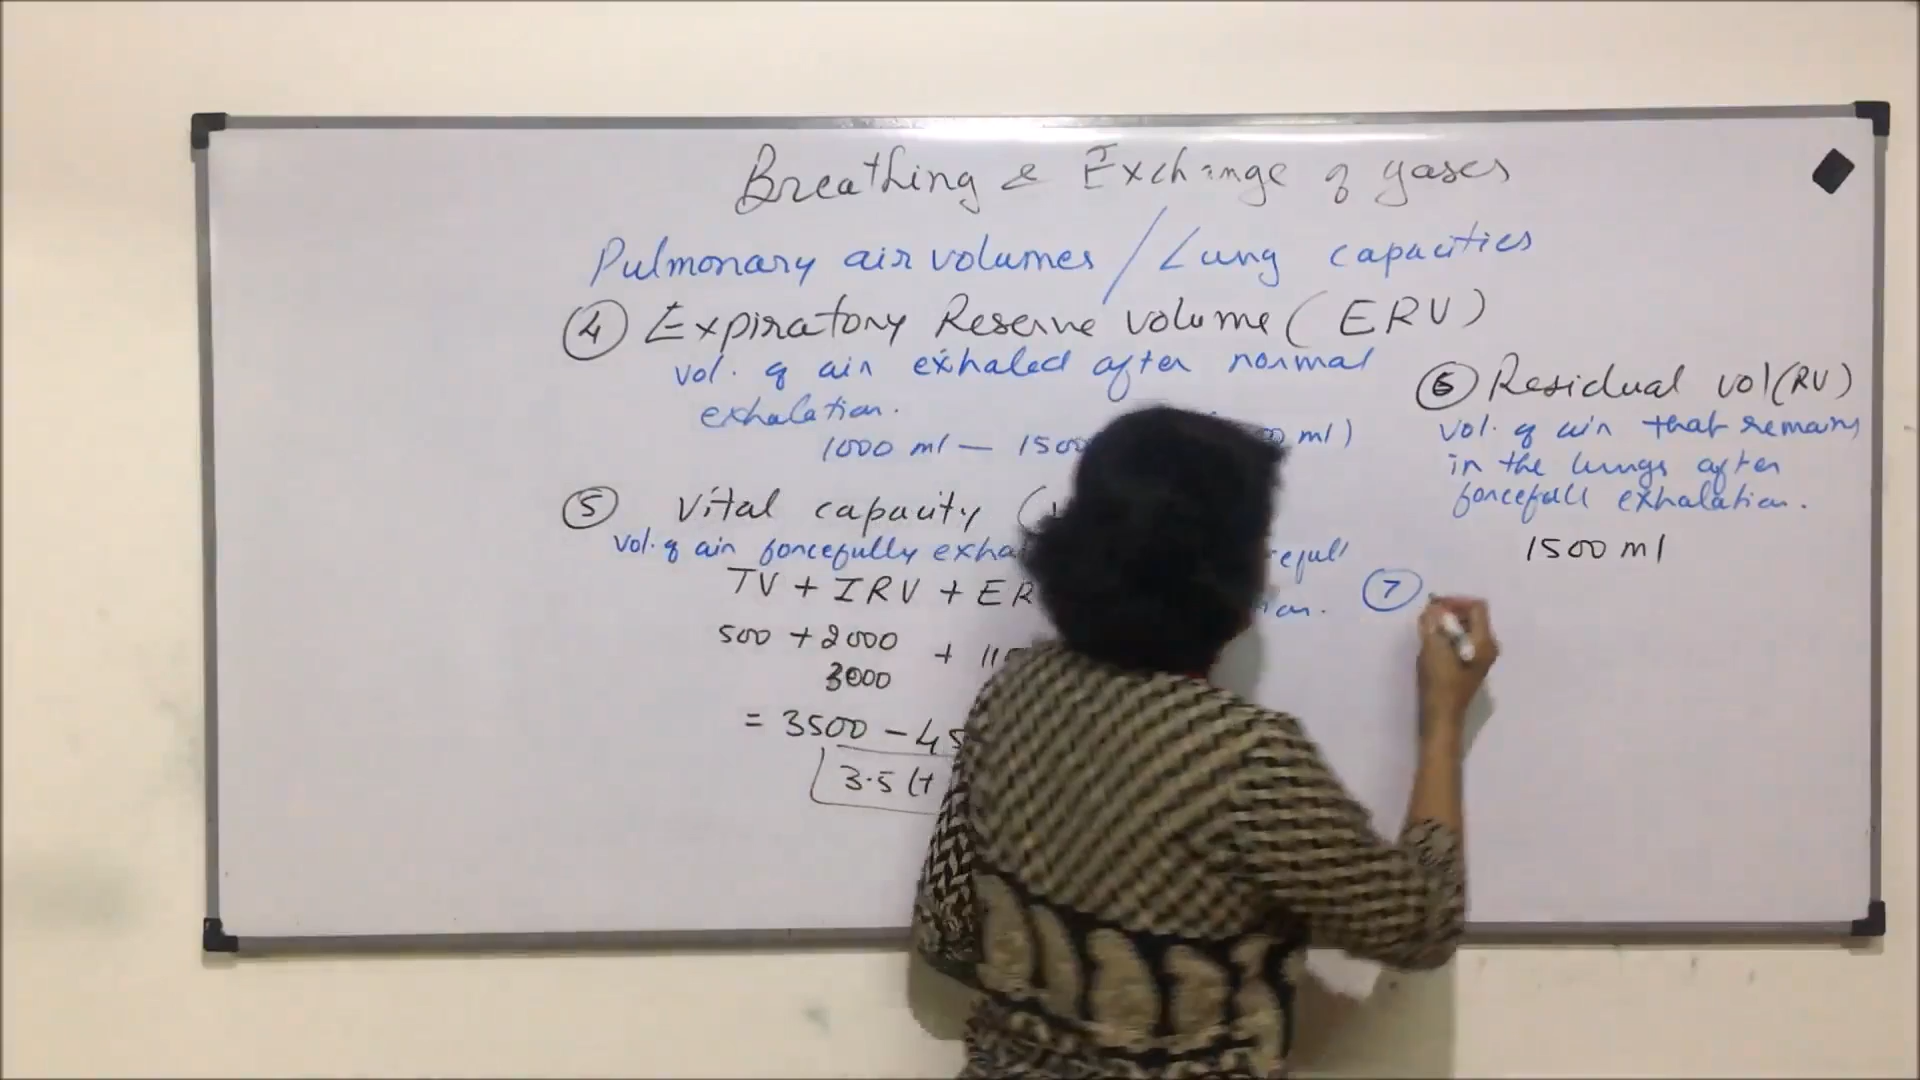 Breathing & Exchange of gases
Pulmonary air volumes / Lung capacities
④ Expiratory Reserve volume (ERV)
vol. of air exhaled after normal
exhalation.
1000 ml — 1500 ml)
⑤ Vital capacity (
vol. of air forcefully
TV + IRV +
500 + 2000 +
3000
= 3500 -
3.5 lt
⑥ Residual vol (RV)
vol. of air that remains
in the lungs after
forcefull exhalation.
1500 ml
⑦